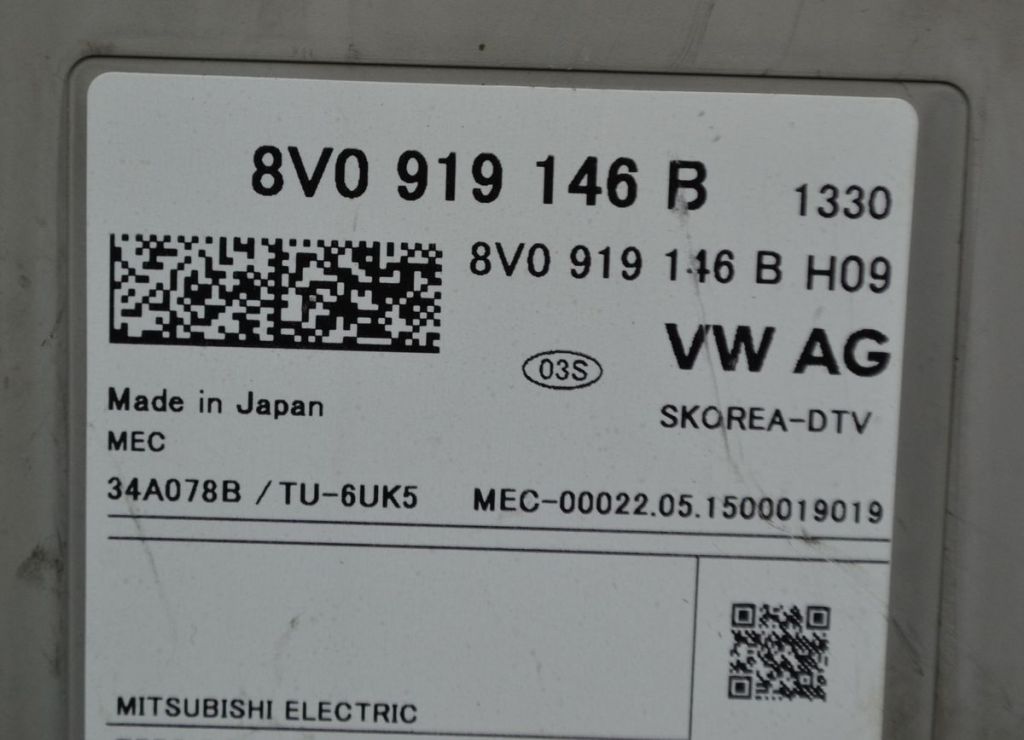 8V0 919 146 B 1330
8V0 919 146 B H09
VW AG
03S
SKOREA-DTV
Made in Japan
MEC
34A078B / TU-6UK5 MEC-00022.05.1500019019
MITSUBISHI ELECTRIC